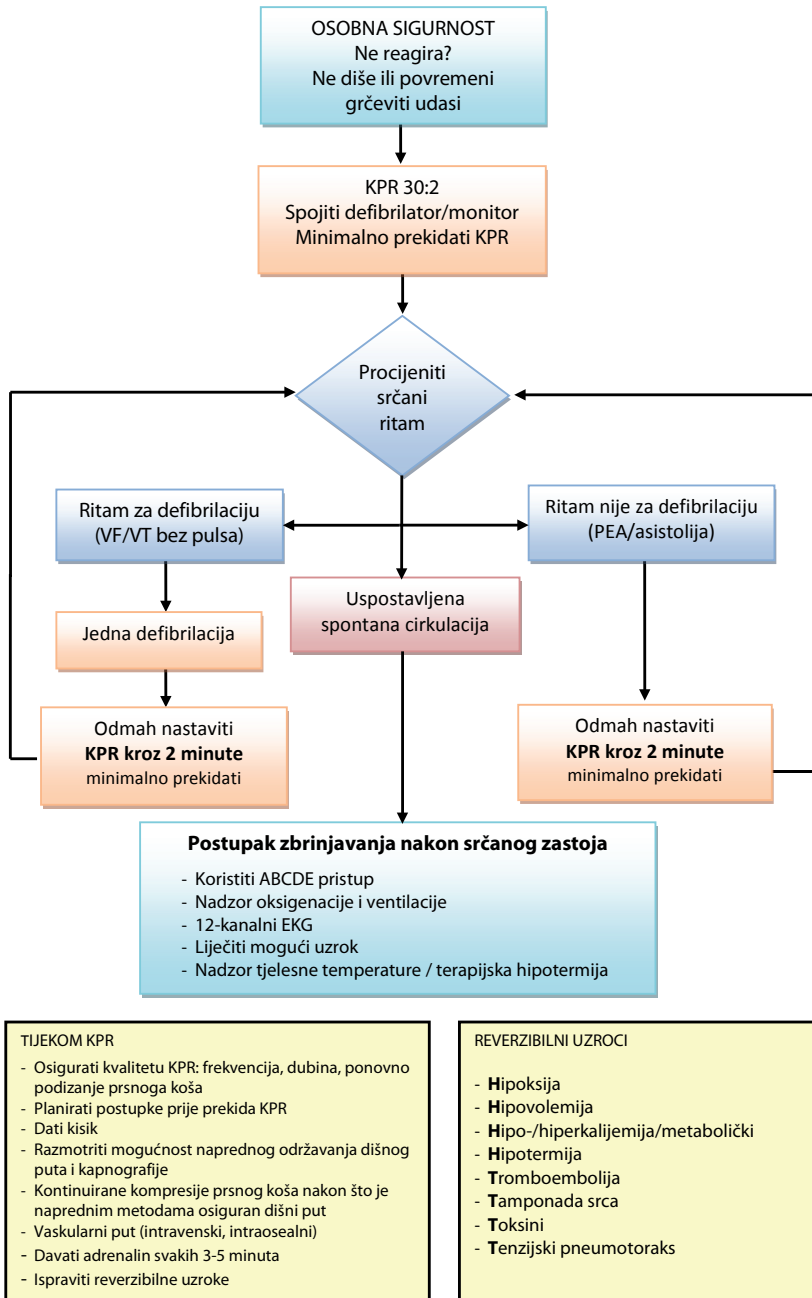 OSOBNA SIGURNOST
Ne reagira?
Ne diše ili povremeni
grčeviti udasi
KPR 30:2
Spojiti defibrilator/monitor
Minimalno prekidati KPR
Procijeniti
srčani
ritam
Ritam za defibrilaciju
(VF/VT bez pulsa)
Ritam nije za defibrilaciju
(PEA/asistolija)
Uspostavljena
spontana cirkulacija
Jedna defibrilacija
Odmah nastaviti
KPR kroz 2 minute
minimalno prekidati
Odmah nastaviti
KPR kroz 2 minute
minimalno prekidati
Postupak zbrinjavanja nakon srčanog zastoja
- Koristiti ABCDE pristup
- Nadzor oksigenacije i ventilacije
- 12-kanalni EKG
- Liječiti mogući uzrok
- Nadzor tjelesne temperature / terapijska hipotermija
TIJEKOM KPR
- Osigurati kvalitetu KPR: frekvencija, dubina, ponovno
podizanje prsnoga koša
- Planirati postupke prije prekida KPR
- Dati kisik
- Razmotriti mogućnost naprednog održavanja dišnog
puta i kapnografije
- Kontinuirane kompresije prsnog koša nakon što je
naprednim metodama osiguran dišni put
- Vaskularni put (intravenski, intraosealni)
- Davati adrenalin svakih 3-5 minuta
- Ispraviti reverzibilne uzroke
REVERZIBILNI UZROCI
- Hipoksija
- Hipovolemija
- Hipo-/hiperkalijemija/metabolički
- Hipotermija
- Tromboembolija
- Tamponada srca
- Toksini
- Tenzijski pneumotoraks